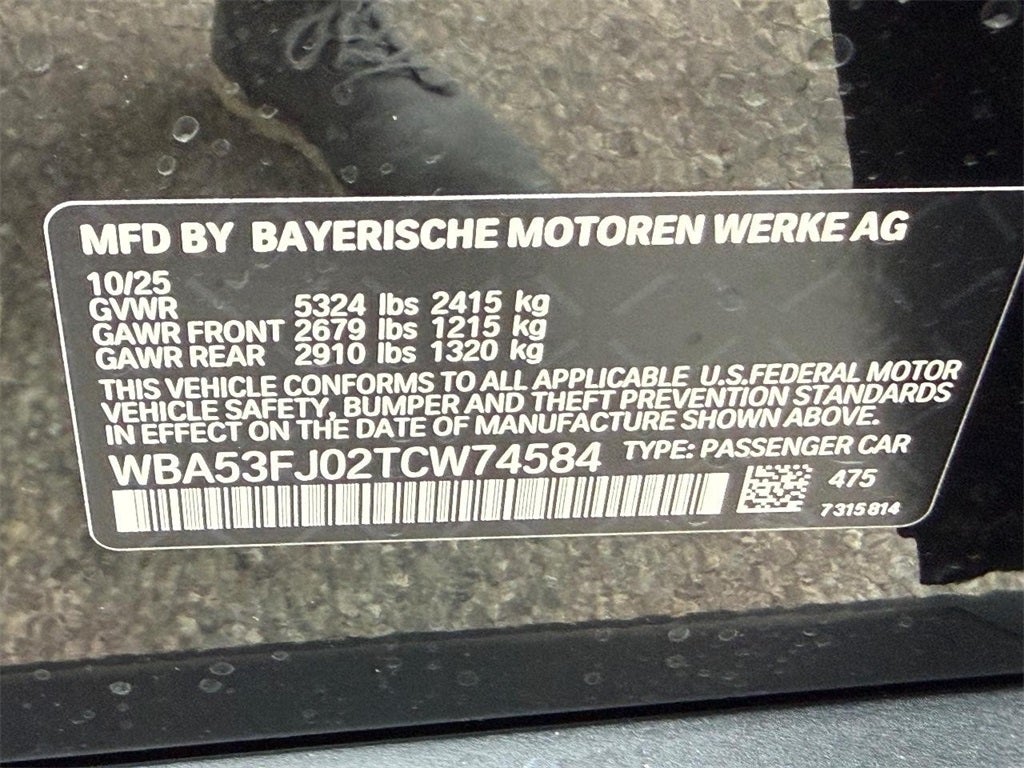 MFD BY BAYERISCHE MOTOREN WERKE AG
10/25
GVWR 5324 lbs 2415 kg
GAWR FRONT 2679 lbs 1215 kg
GAWR REAR 2910 lbs 1320 kg
THIS VEHICLE CONFORMS TO ALL APPLICABLE U.S.FEDERAL MOTOR
VEHICLE SAFETY, BUMPER AND THEFT PREVENTION STANDARDS
IN EFFECT ON THE DATE OF MANUFACTURE SHOWN ABOVE.
WBA53FJ02TCW74584 TYPE: PASSENGER CAR
475
7315814